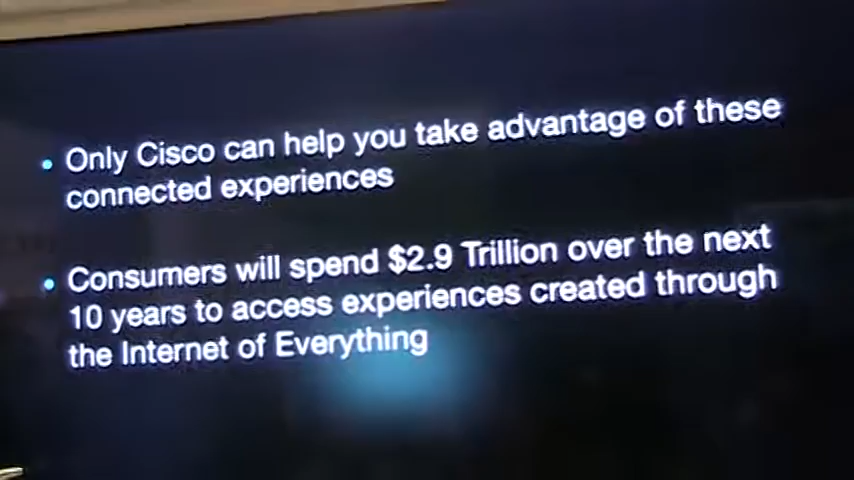 • Only Cisco can help you take advantage of these
connected experiences
• Consumers will spend $2.9 Trillion over the next
10 years to access experiences created through
the Internet of Everything